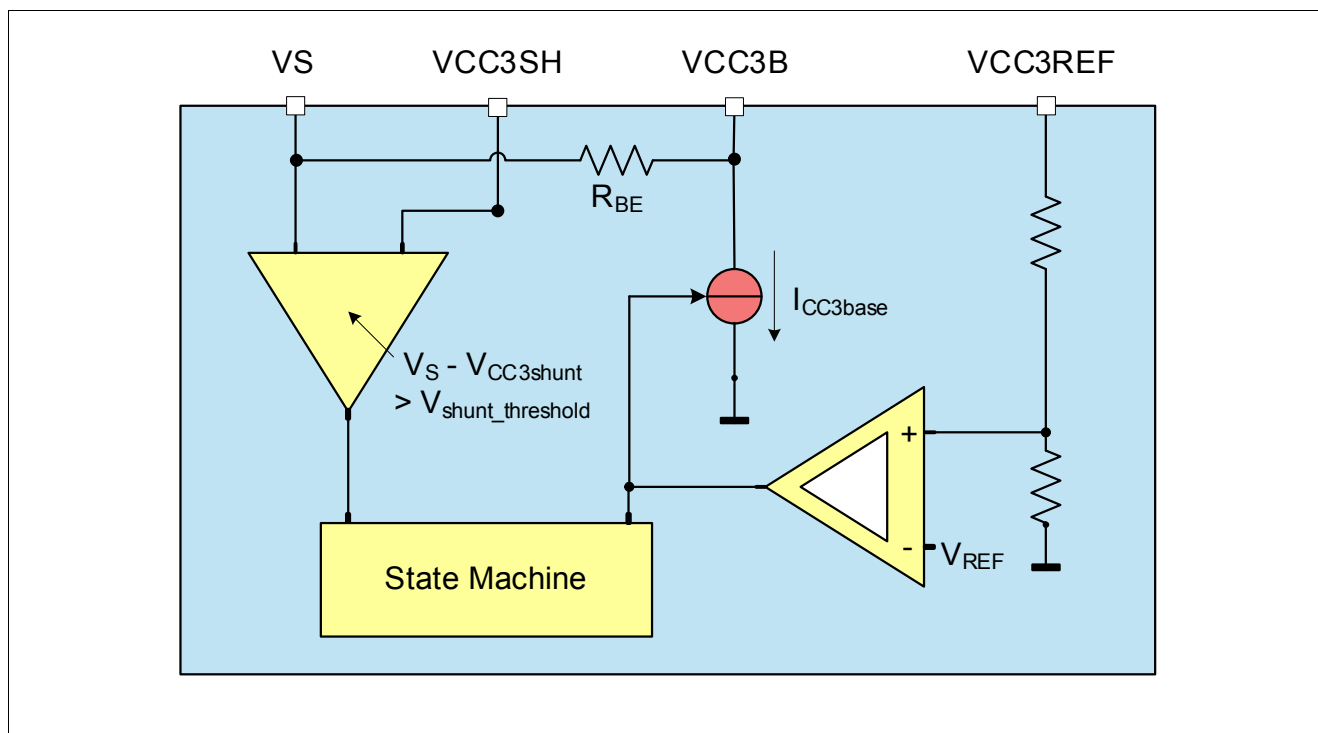 VS VCC3SH VCC3B VCC3REF
RBE
ICC3base
VS - VCC3shunt
> Vshunt_threshold
+
- VREF
State Machine